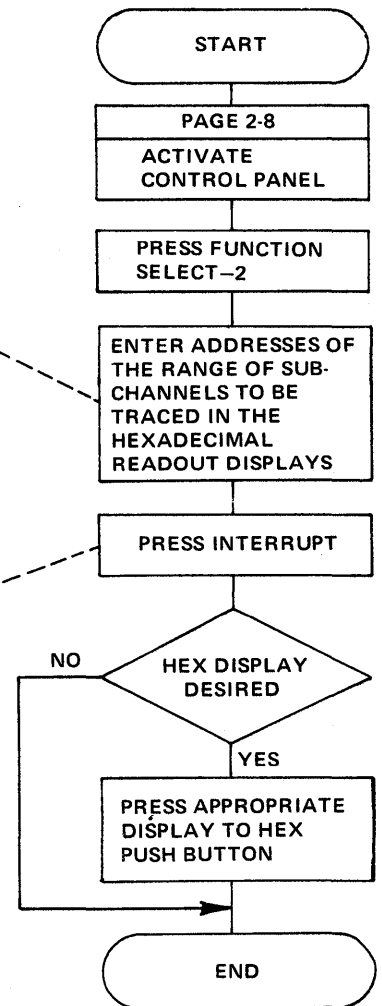 START
PAGE 2-8
ACTIVATE
CONTROL PANEL
PRESS FUNCTION
SELECT–2
ENTER ADDRESSES OF
THE RANGE OF SUB-
CHANNELS TO BE
TRACED IN THE
HEXADECIMAL
READOUT DISPLAYS
PRESS INTERRUPT
NO
HEX DISPLAY
DESIRED
YES
PRESS APPROPRIATE
DISPLAY TO HEX
PUSH BUTTON
END